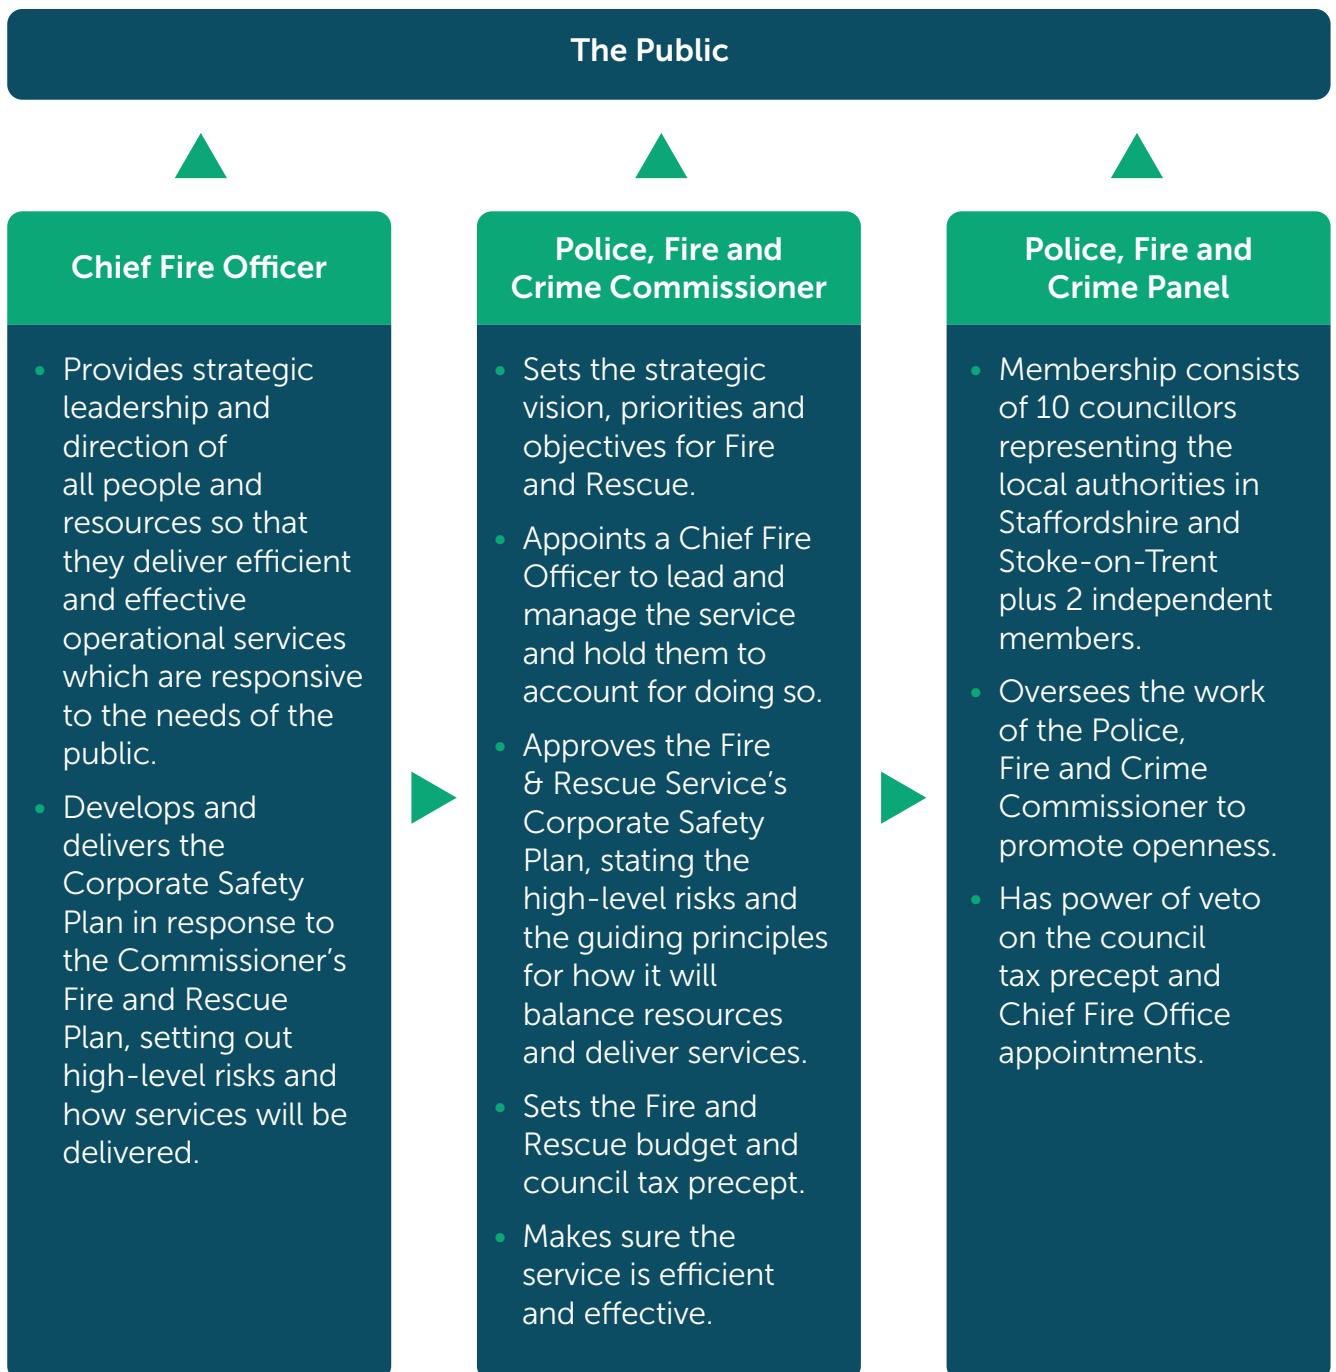 The Public
Chief Fire Officer
• Provides strategic
leadership and
direction of
all people and
resources so that
they deliver efficient
and effective
operational services
which are responsive
to the needs of the
public.
• Develops and
delivers the
Corporate Safety
Plan in response to
the Commissioner’s
Fire and Rescue
Plan, setting out
high-level risks and
how services will be
delivered.
Police, Fire and
Crime Commissioner
• Sets the strategic
vision, priorities and
objectives for Fire
and Rescue.
• Appoints a Chief Fire
Officer to lead and
manage the service
and hold them to
account for doing so.
• Approves the Fire
& Rescue Service’s
Corporate Safety
Plan, stating the
high-level risks and
the guiding principles
for how it will
balance resources
and deliver services.
• Sets the Fire and
Rescue budget and
council tax precept.
• Makes sure the
service is efficient
and effective.
Police, Fire and
Crime Panel
• Membership consists
of 10 councillors
representing the
local authorities in
Staffordshire and
Stoke-on-Trent
plus 2 independent
members.
• Oversees the work
of the Police,
Fire and Crime
Commissioner to
promote openness.
• Has power of veto
on the council
tax precept and
Chief Fire Office
appointments.